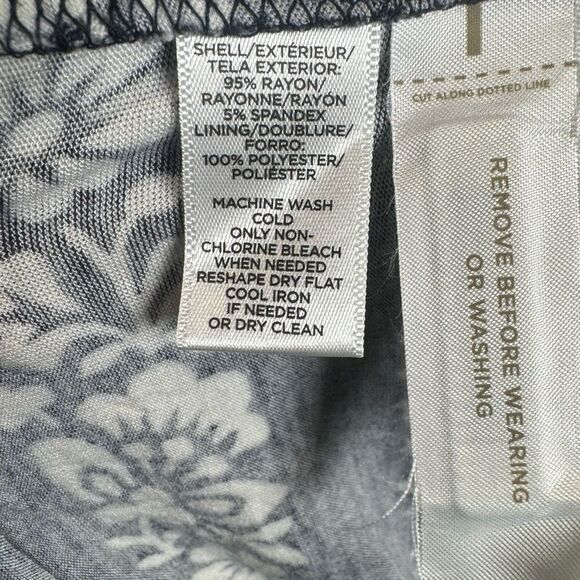 SHELL/EXTÉRIEUR/
TELA EXTERIOR:
95% RAYON/
RAYONNE/RAYON
5% SPANDEX
LINING/DOUBLURE/
FORRO:
100% POLYESTER/
POLIÉSTER
MACHINE WASH
COLD
ONLY NON-
CHLORINE BLEACH
WHEN NEEDED
RESHAPE DRY FLAT
COOL IRON
IF NEEDED
OR DRY CLEAN
CUT ALONG DOTTED LINE
REMOVE BEFORE WEARING
OR WASHING